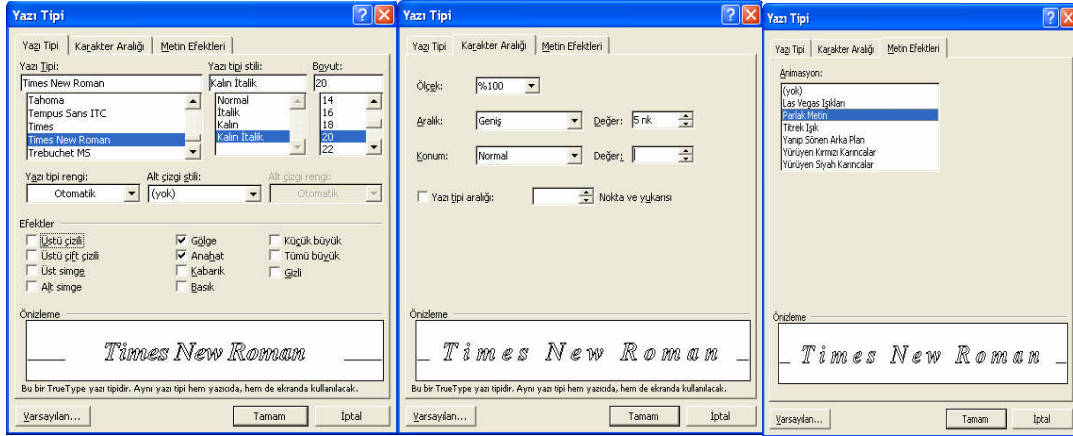 Yazı Tipi
Yazı Tipi Karakter Aralığı Metin Efektleri
Yazı Tipi: Yazı tipi stili: Boyut:
Times New Roman Kalın İtalik 20
Tahoma Normal 14
Tempus Sans ITC İtalik 16
Times Kalın 18
Times New Roman Kalın İtalik 20
Trebuchet MS 22
Yazı tipi rengi: Alt çizgi stili: Alt çizgi rengi:
Otomatik (yok) Otomatik
Efektler
Üstü çizili Gölge Küçük büyük
Üstü çift çizili Anahat Tümü büyük
Üst simge Kabarık Gizli
Alt simge Basık
Önizleme
Times New Roman
Bu bir TrueType yazı tipidir. Aynı yazı tipi hem yazıcıda, hem de ekranda kullanılacak.
Varsayılan... Tamam İptal
Yazı Tipi
Yazı Tipi Karakter Aralığı Metin Efektleri
Ölçek: %100
Aralık: Geniş Değer: 5 nk
Konum: Normal Değer:
Yazı tipi aralığı: Nokta ve yukarısı
Önizleme
Times New Roman
Bu bir TrueType yazı tipidir. Aynı yazı tipi hem yazıcıda, hem de ekranda kullanılacak.
Varsayılan... Tamam İptal
Yazı Tipi
Yazı Tipi Karakter Aralığı Metin Efektleri
Animasyon:
(yok)
Las Vegas Işıkları
Parlak Metin
Titrek Işık
Yanıp Sönen Arka Plan
Yürüyen Kırmızı Karıncalar
Yürüyen Siyah Karıncalar
Önizleme
Times New Roman
Varsayılan... Tamam İptal